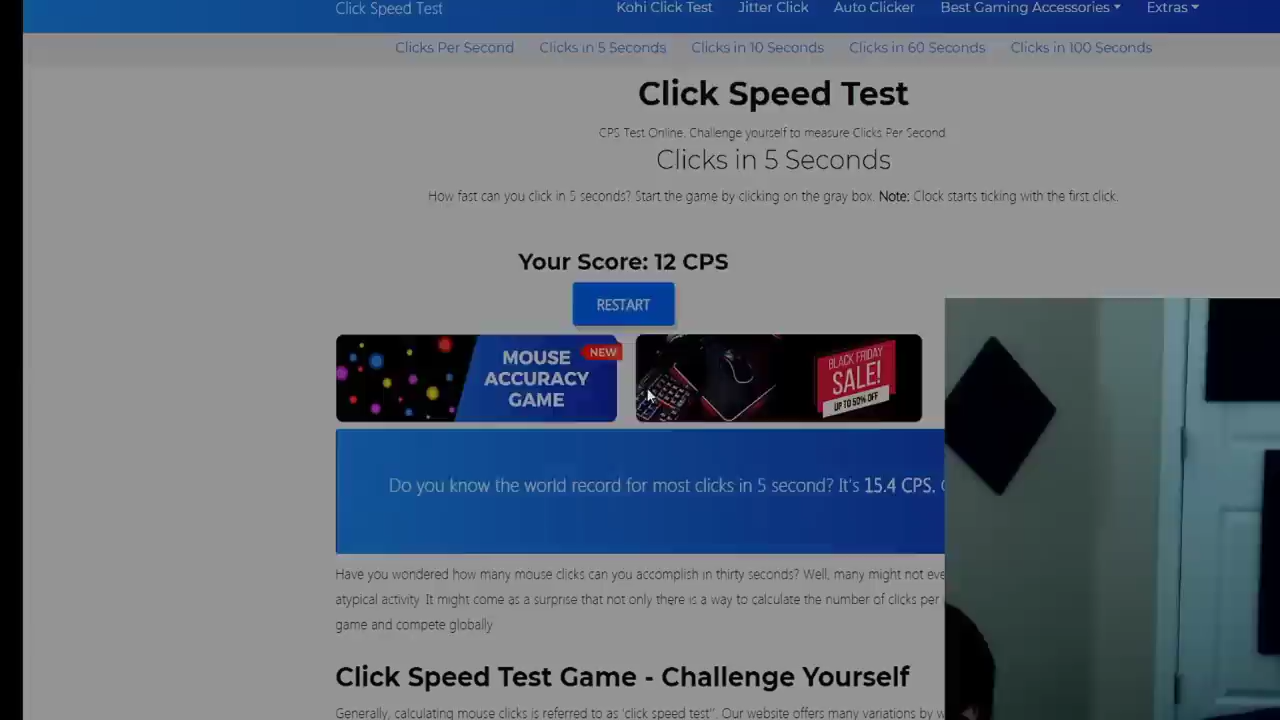 Click Speed Test
Kohi Click Test Jitter Click Auto Clicker Best Gaming Accessories Extras
Clicks Per Second Clicks in 5 Seconds Clicks in 10 Seconds Clicks in 60 Seconds Clicks in 100 Seconds
Click Speed Test
CPS Test Online. Challenge yourself to measure Clicks Per Second.
Clicks in 5 Seconds
How fast can you click in 5 seconds? Start the game by clicking on the gray box. Note: Clock starts ticking with the first click.
Your Score: 12 CPS
RESTART
NEW
MOUSE
ACCURACY
GAME
BLACK FRIDAY
SALE!
UP TO 50% OFF
Do you know the world record for most clicks in 5 second? It's 15.4 CPS.
Have you wondered how many mouse clicks can you accomplish in thirty seconds? Well, many might not eve
atypical activity. It might come as a surprise that not only there is a way to calculate the number of clicks per
game and compete globally
Click Speed Test Game - Challenge Yourself
Generally, calculating mouse clicks is referred to as 'click speed test". Our website offers many variations by w